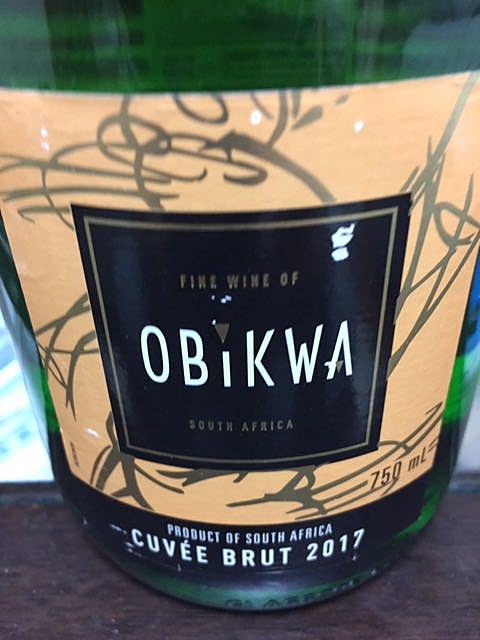 FINE WINE OF
OBiKWA
SOUTH AFRICA
750 mL
PRODUCT OF SOUTH AFRICA
CUVÉE BRUT 2017